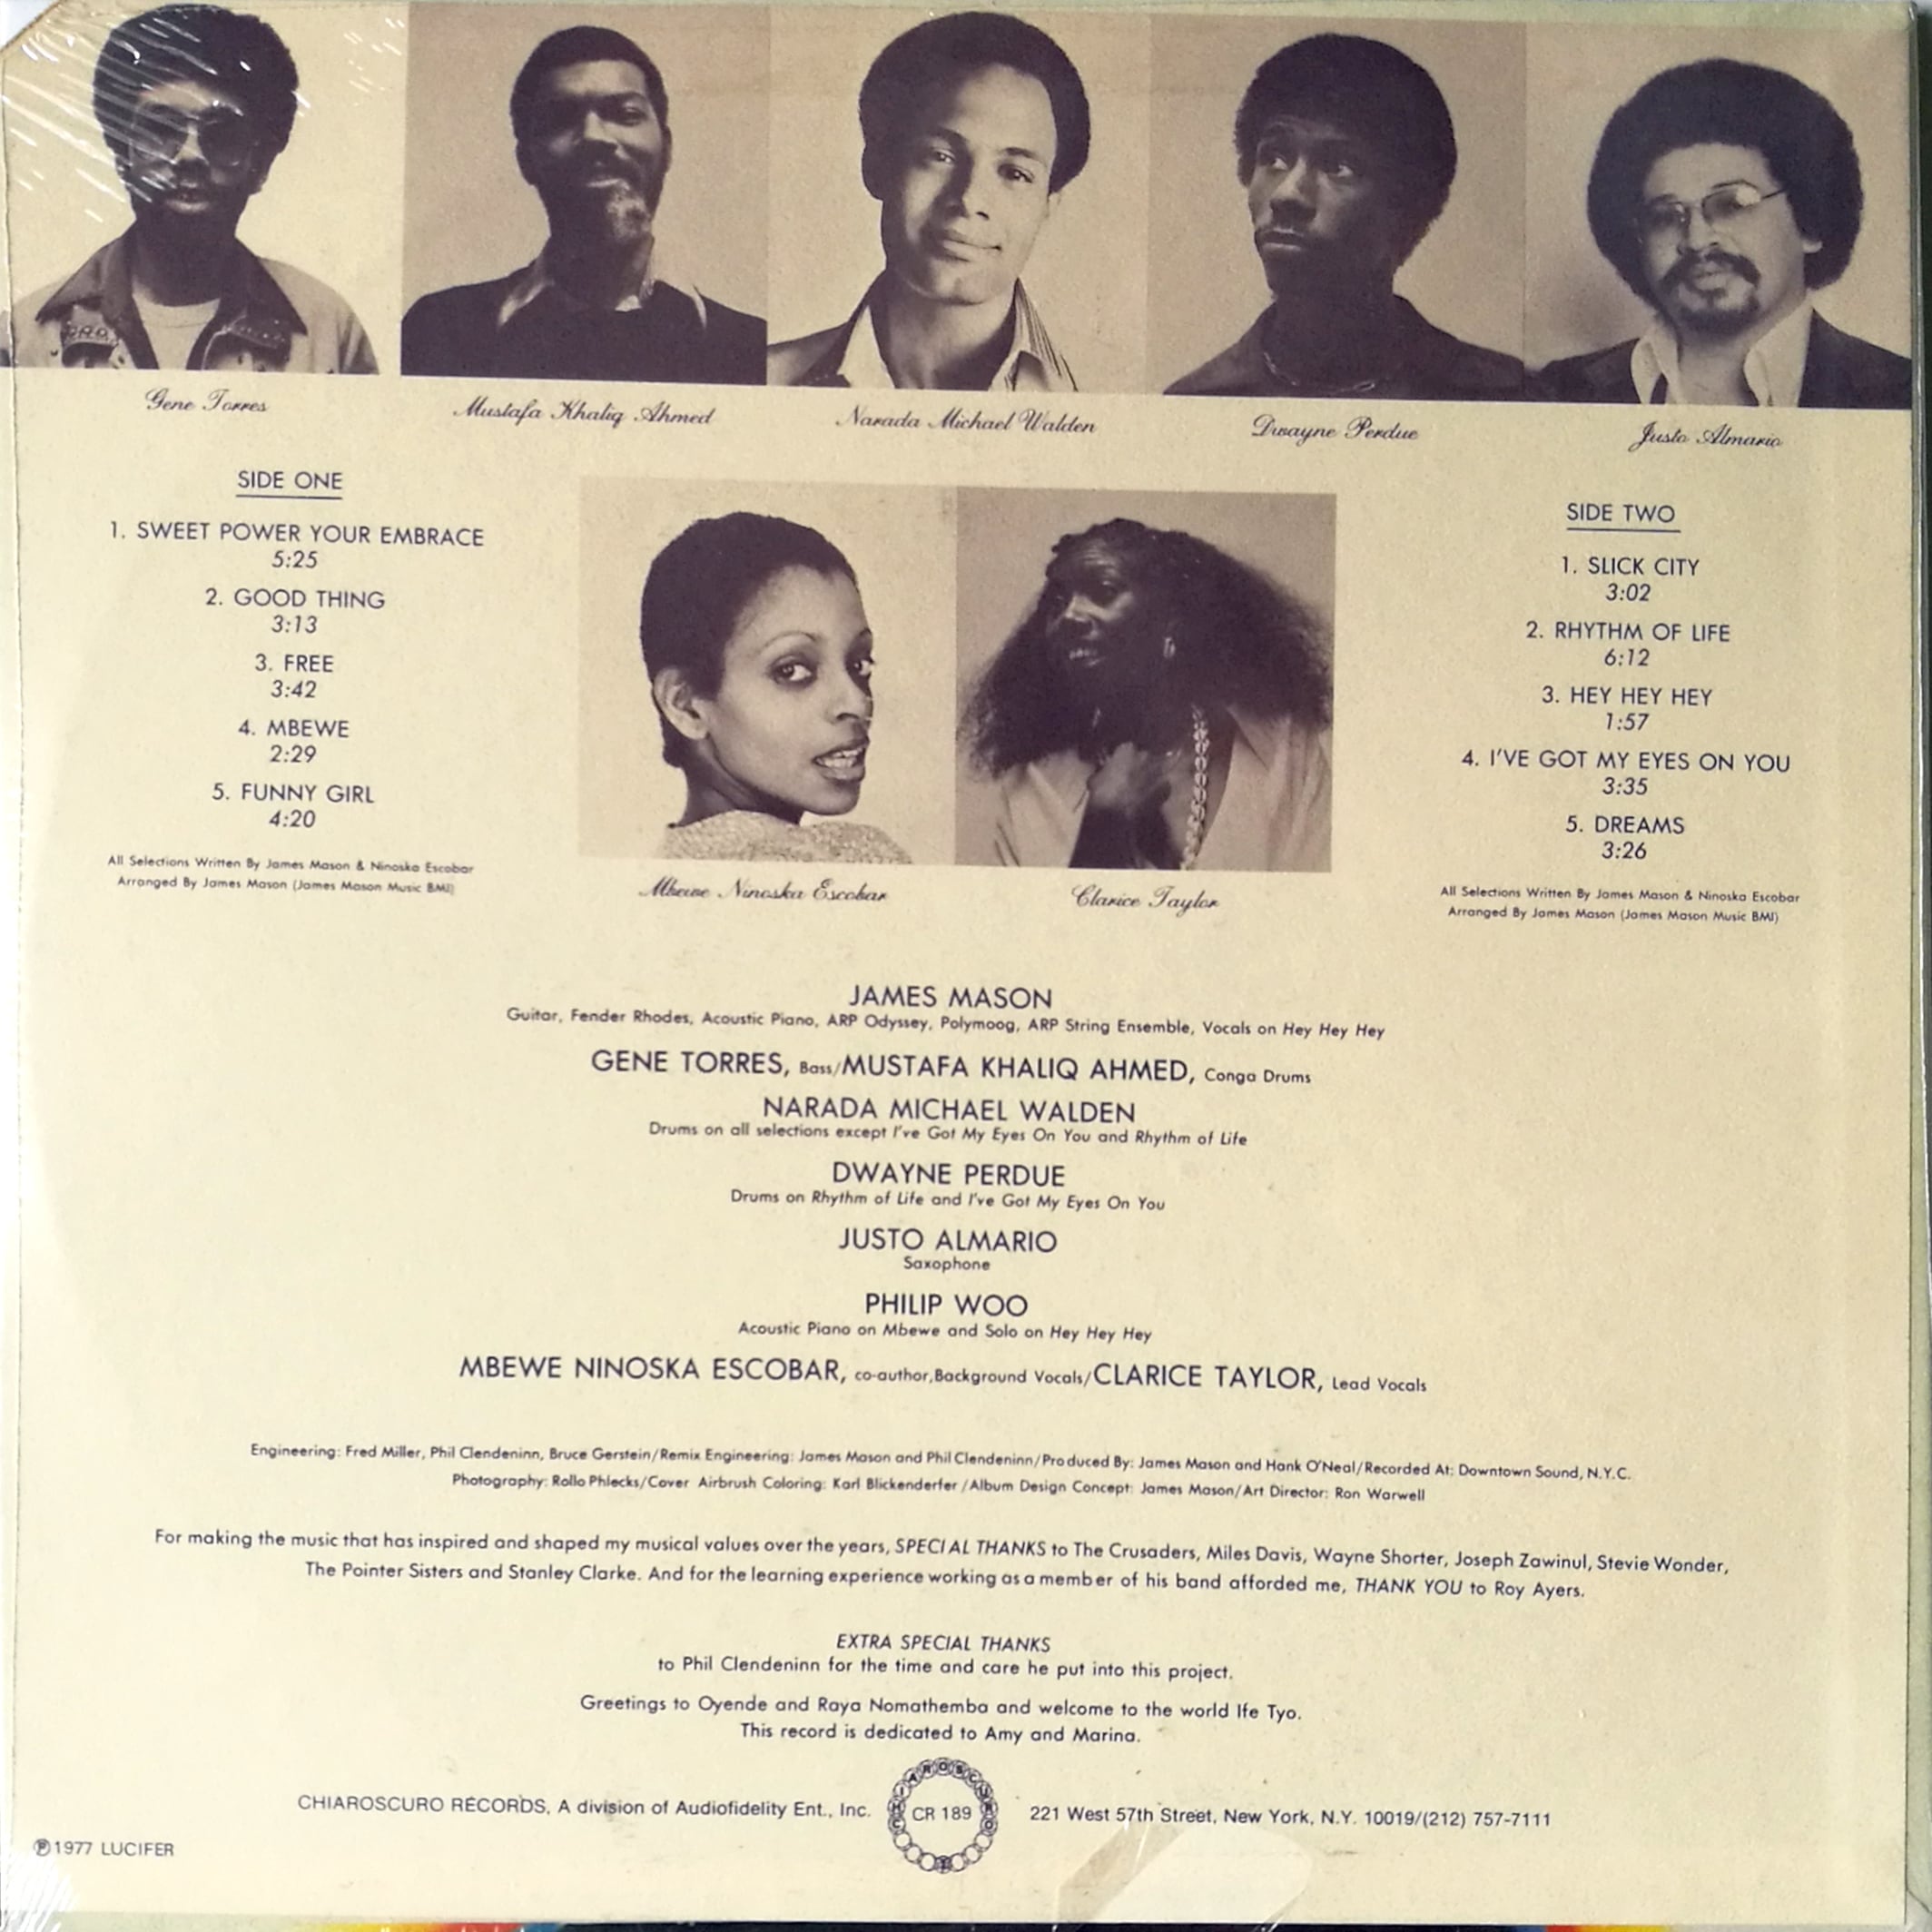 Gene Torres
Mustafa Khaliq Ahmed
Narada Michael Walden
Dwayne Perdue
Justo Almario
SIDE ONE
1. SWEET POWER YOUR EMBRACE
5:25
2. GOOD THING
3:13
3. FREE
3:42
4. MBEWE
2:29
5. FUNNY GIRL
4:20
All Selections Written By James Mason & Ninoska Escobar
Arranged By James Mason (James Mason Music BMI)
Mbewe Ninoska Escobar
Clarice Taylor
SIDE TWO
1. SLICK CITY
3:02
2. RHYTHM OF LIFE
6:12
3. HEY HEY HEY
1:57
4. I'VE GOT MY EYES ON YOU
3:35
5. DREAMS
3:26
All Selections Written By James Mason & Ninoska Escobar
Arranged By James Mason (James Mason Music BMI)
JAMES MASON
Guitar, Fender Rhodes, Acoustic Piano, ARP Odyssey, Polymoog, ARP String Ensemble, Vocals on Hey Hey Hey
GENE TORRES, Bass/MUSTAFA KHALIQ AHMED, Conga Drums
NARADA MICHAEL WALDEN
Drums on all selections except I've Got My Eyes On You and Rhythm of Life
DWAYNE PERDUE
Drums on Rhythm of Life and I've Got My Eyes On You
JUSTO ALMARIO
Saxophone
PHILIP WOO
Acoustic Piano on Mbewe and Solo on Hey Hey Hey
MBEWE NINOSKA ESCOBAR, co-author,Background Vocals/CLARICE TAYLOR, Lead Vocals
Engineering: Fred Miller, Phil Clendeninn, Bruce Gerstein/Remix Engineering: James Mason and Phil Clendeninn/Produced By: James Mason and Hank O'Neal/Recorded At: Downtown Sound, N.Y.C.
Photography: Rollo Phlecks/Cover Airbrush Coloring: Karl Blickenderfer/Album Design Concept: James Mason/Art Director: Ron Warwell
For making the music that has inspired and shaped my musical values over the years, SPECIAL THANKS to The Crusaders, Miles Davis, Wayne Shorter, Joseph Zawinul, Stevie Wonder,
The Pointer Sisters and Stanley Clarke. And for the learning experience working as a member of his band afforded me, THANK YOU to Roy Ayers.
EXTRA SPECIAL THANKS
to Phil Clendeninn for the time and care he put into this project.
Greetings to Oyende and Raya Nomathemba and welcome to the world Ife Tyo.
This record is dedicated to Amy and Marina.
CHIAROSCURO RECORDS, A division of Audiofidelity Ent., Inc.
CHIAROSCURO
CR 189
221 West 57th Street, New York, N.Y. 10019/(212) 757-7111
℗1977 LUCIFER